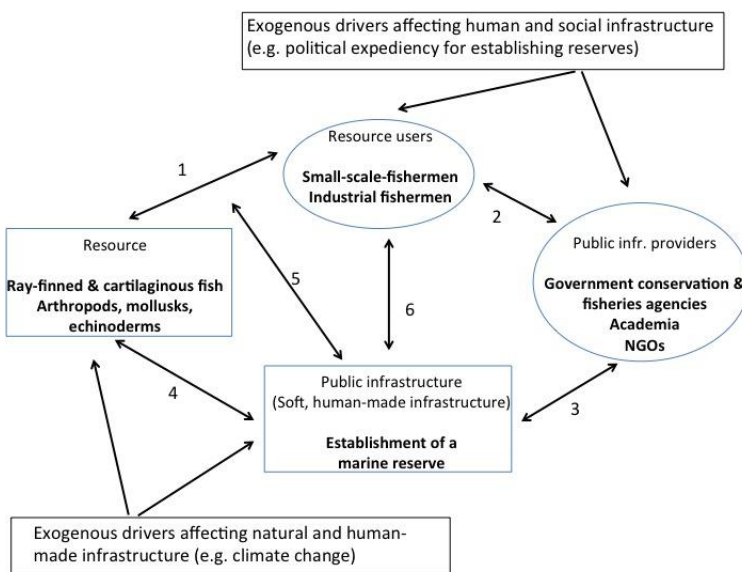 Exogenous drivers affecting human and social infrastructure
(e.g. political expediency for establishing reserves)
Resource users
Small-scale-fishermen
Industrial fishermen
1
2
Resource
Ray-finned & cartilaginous fish
Arthropods, mollusks,
echinoderms
Public infr. providers
Government conservation &
fisheries agencies
Academia
NGOs
5
6
4
3
Public infrastructure
(Soft, human-made infrastructure)
Establishment of a
marine reserve
Exogenous drivers affecting natural and human-
made infrastructure (e.g. climate change)